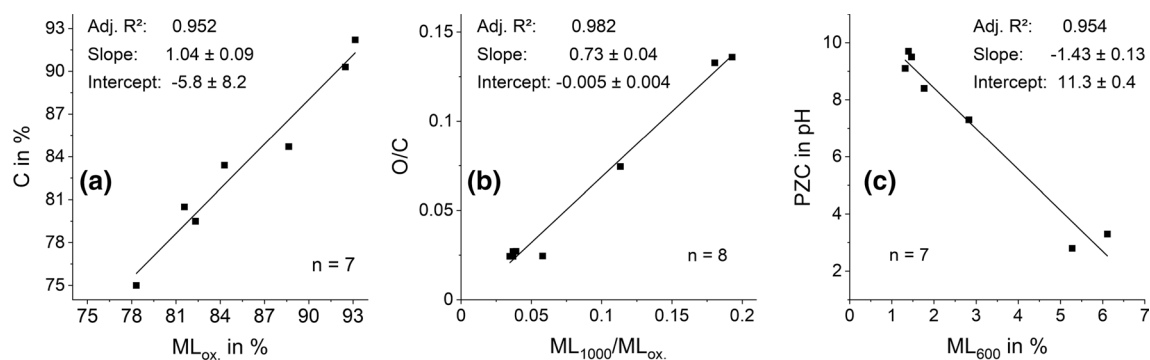 Adj. R²: 0.952
Slope: 1.04 ± 0.09
Intercept: -5.8 ± 8.2
93
90
87
84
81
78
75
C in %
(a)
n = 7
75 78 81 84 87 90 93
ML_ox. in %
Adj. R²: 0.982
Slope: 0.73 ± 0.04
Intercept: -0.005 ± 0.004
0.15
0.1
0.05
0
O/C
(b)
n = 8
0 0.05 0.1 0.15 0.2
ML_1000/ML_ox.
Adj. R²: 0.954
Slope: -1.43 ± 0.13
Intercept: 11.3 ± 0.4
10
8
6
4
2
PZC in pH
(c)
n = 7
0 1 2 3 4 5 6 7
ML_600 in %